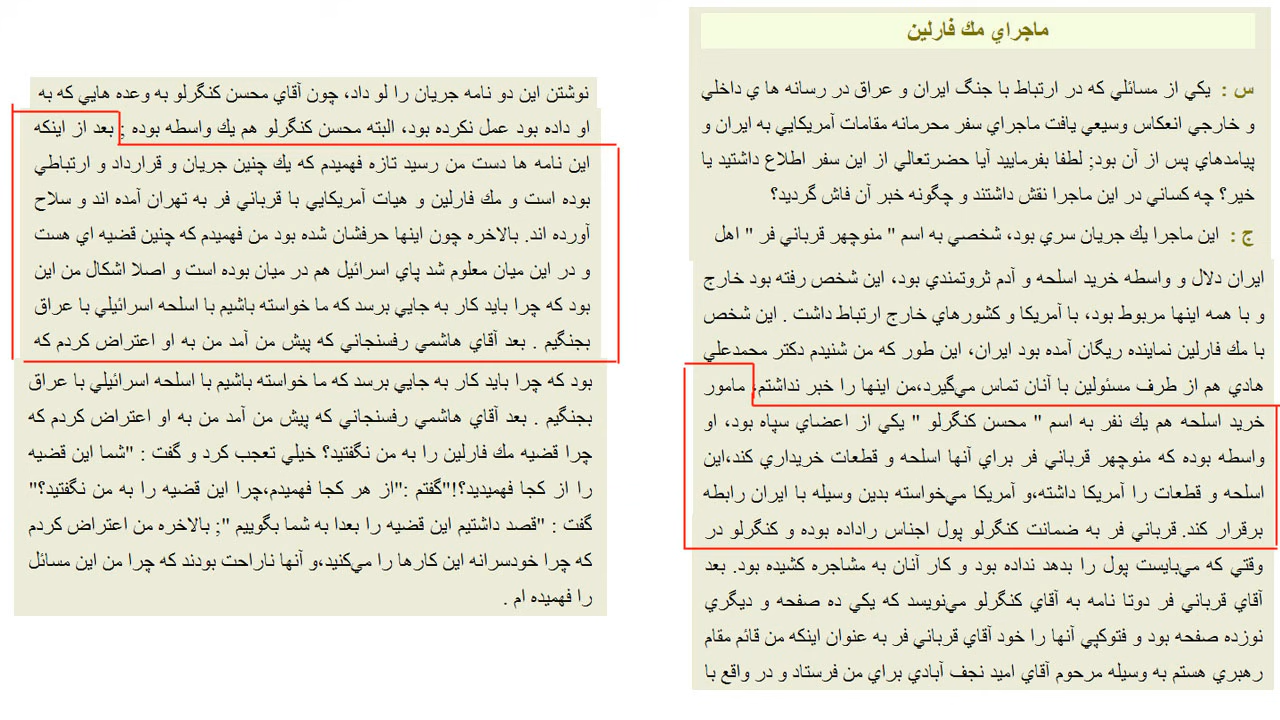 ماجراي مك فارلين
س : يكي از مسائلي كه در ارتباط با جنگ ايران و عراق در رسانه ها ي داخلي
و خارجي انعكاس وسيعي يافت ماجراي سفر محرمانه مقامات آمريكايي به ايران و
پيامدهاي پس از آن بود; لطفا بفرماييد آيا حضرتعالي از اين سفر اطلاع داشتيد يا
خير؟ چه كساني در اين ماجرا نقش داشتند و چگونه خبر آن فاش گرديد؟
ج : اين ماجرا يك جريان سري بود، شخصي به اسم " منوچهر قرباني فر " اهل
ايران دلال و واسطه خريد اسلحه و آدم ثروتمندي بود، اين شخص رفته بود خارج
و با همه اينها مربوط بود، با آمريكا و كشورهاي خارج ارتباط داشت . اين شخص
با مك فارلين نماينده ريگان آمده بود ايران، اين طور كه من شنيدم دكتر محمدعلي
هادي هم از طرف مسئولين با آنان تماس مي‌گيرد،من اينها را خبر نداشتم، مامور
خريد اسلحه هم يك نفر به اسم " محسن كنگرلو " يكي از اعضاي سپاه بود، او
واسطه بوده كه منوچهر قرباني فر براي آنها اسلحه و قطعات خريداري كند،اين
اسلحه و قطعات را آمريكا داشته،و آمريكا مي‌خواسته بدين وسيله با ايران رابطه
برقرار كند. قرباني فر به ضمانت كنگرلو پول اجناس راداده بوده و كنگرلو در
وقتي كه مي‌بايست پول را بدهد نداده بود و كار آنان به مشاجره كشيده بود. بعد
آقاي قرباني فر دوتا نامه به آقاي كنگرلو مي‌نويسد كه يكي ده صفحه و ديگري
نوزده صفحه بود و فتوكپي آنها را خود آقاي قرباني فر به عنوان اينكه من قائم مقام
رهبري هستم به وسيله مرحوم آقاي اميد نجف آبادي براي من فرستاد و در واقع با
نوشتن اين دو نامه جريان را لو داد، چون آقاي محسن كنگرلو به وعده هايي كه به
او داده بود عمل نكرده بود، البته محسن كنگرلو هم يك واسطه بوده ; بعد از اينكه
اين نامه ها دست من رسيد تازه فهميدم كه يك چنين جريان و قرارداد و ارتباطي
بوده است و مك فارلين و هيات آمريكايي با قرباني فر به تهران آمده اند و سلاح
آورده اند. بالاخره چون اينها حرفشان شده بود من فهميدم كه چنين قضيه اي هست
و در اين ميان معلوم شد پاي اسرائيل هم در ميان بوده است و اصلا اشكال من اين
بود كه چرا بايد كار به جايي برسد كه ما خواسته باشيم با اسلحه اسرائيلي با عراق
بجنگيم . بعد آقاي هاشمي رفسنجاني كه پيش من آمد من به او اعتراض كردم كه
بود كه چرا بايد كار به جايي برسد كه ما خواسته باشيم با اسلحه اسرائيلي با عراق
بجنگيم . بعد آقاي هاشمي رفسنجاني كه پيش من آمد من به او اعتراض كردم كه
چرا قضيه مك فارلين را به من نگفتيد؟ خيلي تعجب كرد و گفت : "شما اين قضيه
را از كجا فهميديد؟!"گفتم :"از هر كجا فهميدم،چرا اين قضيه را به من نگفتيد؟"
گفت : "قصد داشتيم اين قضيه را بعدا به شما بگوييم "; بالاخره من اعتراض كردم
كه چرا خودسرانه اين كارها را مي‌كنيد،و آنها ناراحت بودند كه چرا من اين مسائل
را فهميده ام .